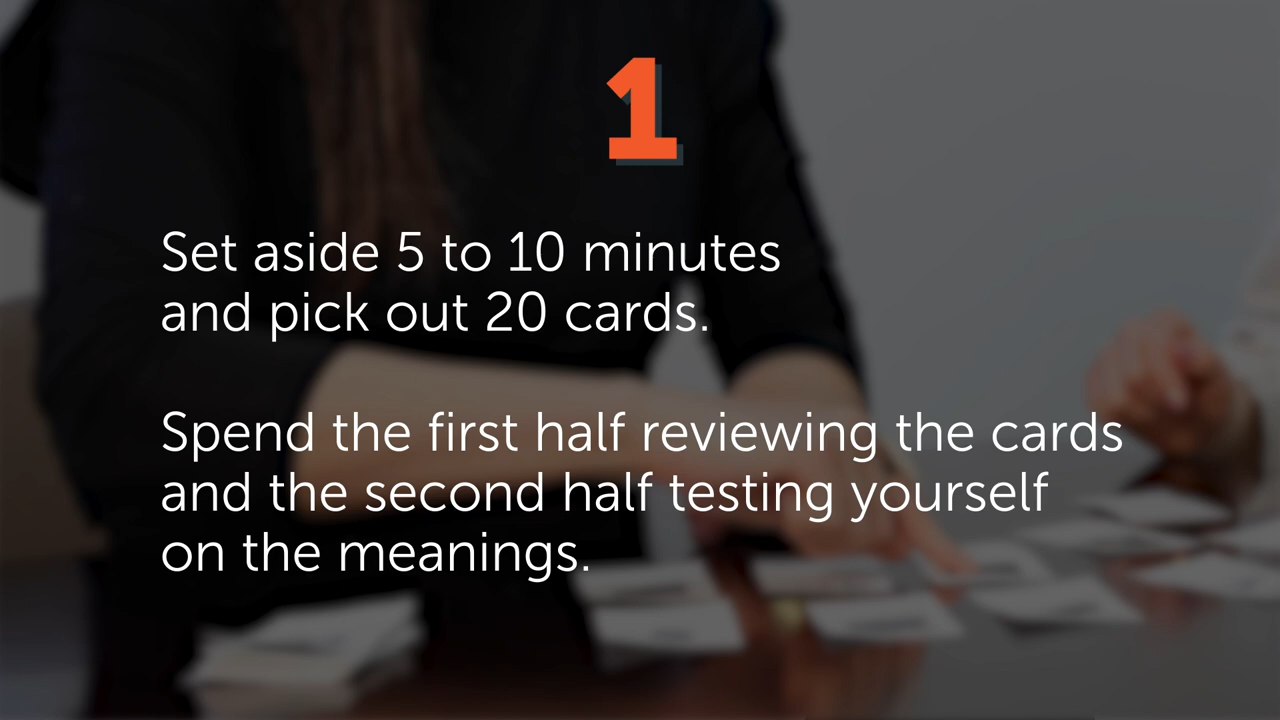 1
Set aside 5 to 10 minutes
and pick out 20 cards.
Spend the first half reviewing the cards
and the second half testing yourself
on the meanings.